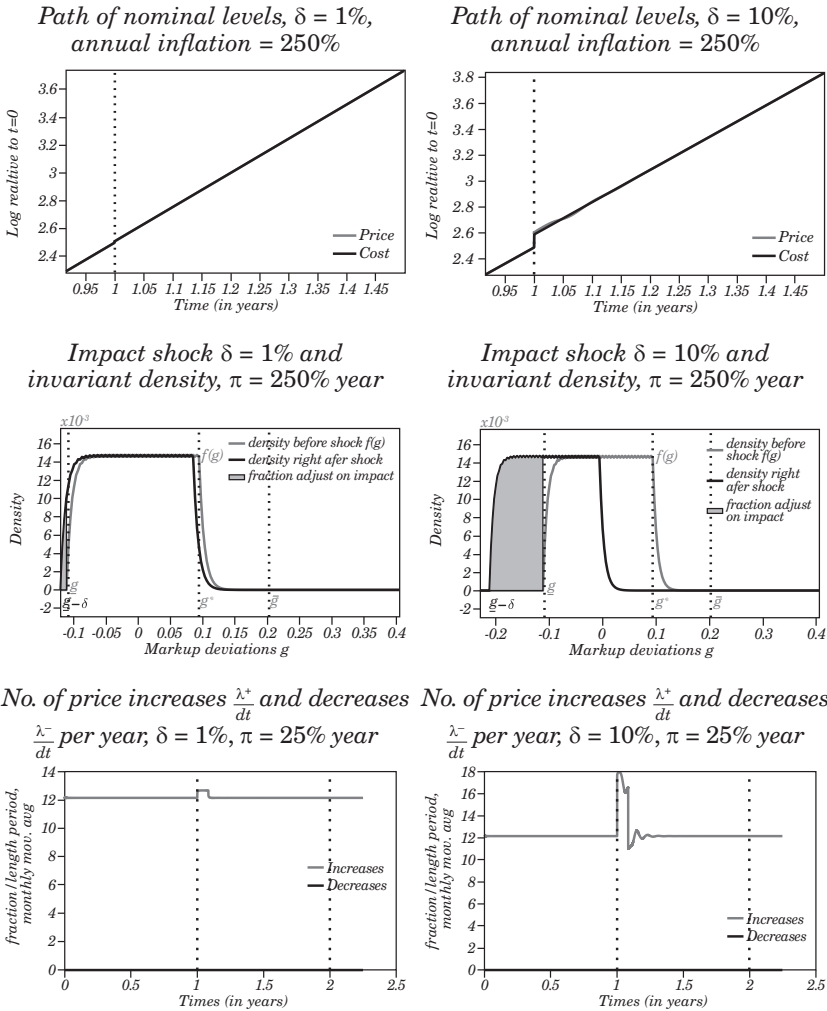 Path of nominal levels, δ = 1%,
annual inflation = 250%
Log realtive to t=0
3.6
3.4
3.2
3
2.8
2.6
2.4
Price
Cost
0.95 1 1.05 1.1 1.15 1.2 1.25 1.3 1.35 1.4 1.45
Time (in years)
Path of nominal levels, δ = 10%,
annual inflation = 250%
Log realtive to t=0
3.8
3.6
3.4
3.2
3
2.8
2.6
2.4
Price
Cost
0.95 1 1.05 1.1 1.15 1.2 1.25 1.3 1.35 1.4 1.45
Time (in years)
Impact shock δ = 1% and
invariant density, π = 250% year
x10⁻³
Density
16
14
12
10
8
6
4
2
0
-2
density before shock f(g)
density right afer shock
fraction adjust on impact
f(g)
g
g–δ
g*
ḡ
-0.1 -0.05 0 0.05 0.1 0.15 0.2 0.25 0.3 0.35 0.4
Markup deviations g
Impact shock δ = 10% and
invariant density, π = 250% year
x10⁻³
Density
16
14
12
10
8
6
4
2
0
-2
density before
shock f(g)
density right
afer shock
fraction adjust
on impact
f(g)
g
g–δ
g*
ḡ
-0.2 -0.1 0 0.1 0.2 0.3 0.4
Markup deviations g
No. of price increases λ⁺/dt and decreases
λ⁻/dt per year, δ = 1%, π = 25% year
fraction/length period,
monthly mov. avg
14
12
10
8
6
4
2
0
Increases
Decreases
0 0.5 1 1.5 2 2.5
Times (in years)
No. of price increases λ⁺/dt and decreases
λ⁻/dt per year, δ = 10%, π = 25% year
fraction/length period,
monthly mov. avg
18
16
14
12
10
8
6
4
2
0
Increases
Decreases
0 0.5 1 1.5 2 2.5
Times (in years)